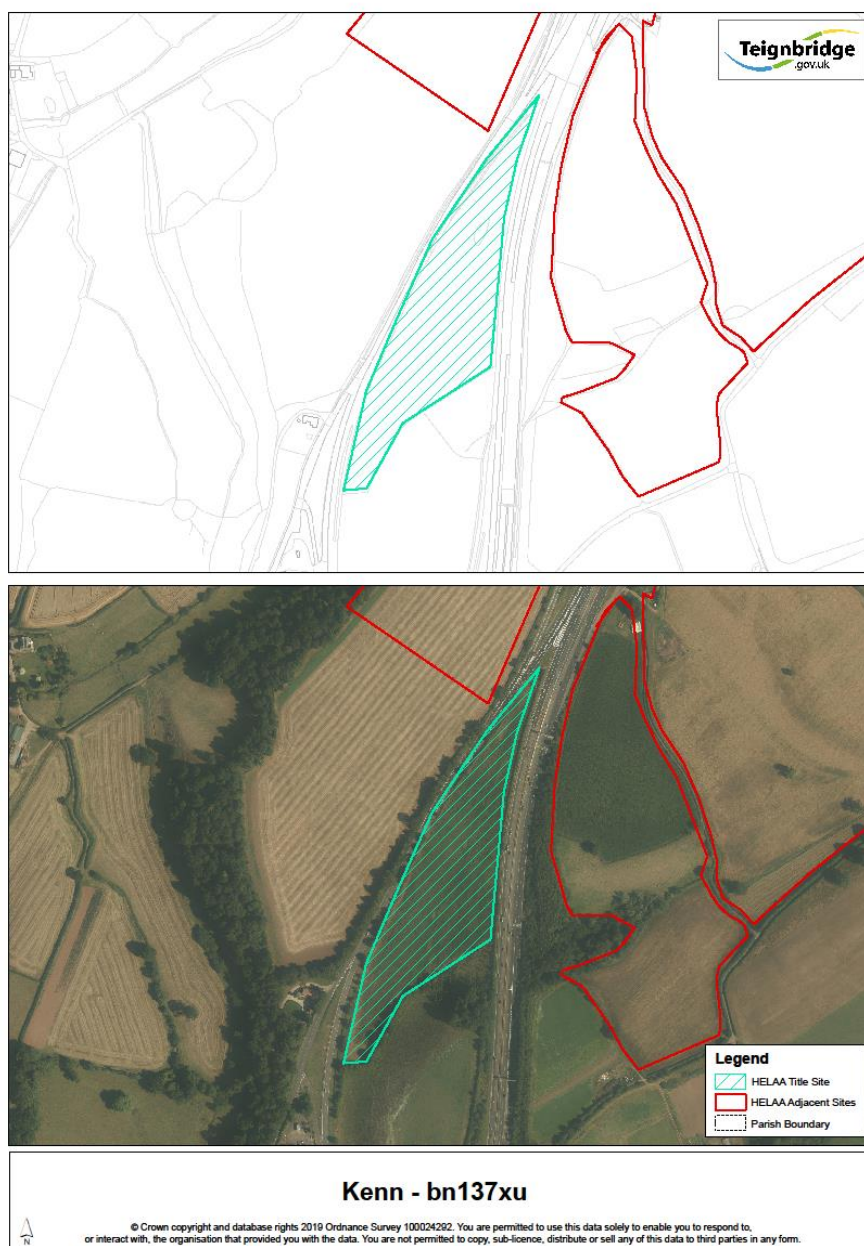 Teignbridge
.gov.uk
Legend
HELAA Title Site
HELAA Adjacent Sites
Parish Boundary
Kenn - bn137xu
N
© Crown copyright and database rights 2019 Ordnance Survey 100024292. You are permitted to use this data solely to enable you to respond to,
or interact with, the organisation that provided you with the data. You are not permitted to copy, sub-licence, distribute or sell any of this data to third parties in any form.